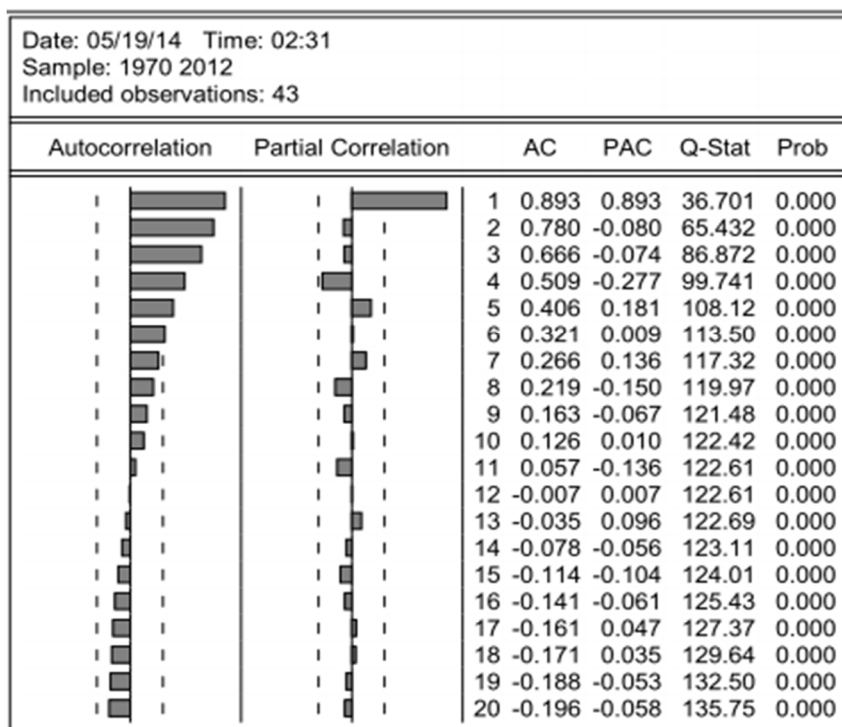 Date: 05/19/14 Time: 02:31
Sample: 1970 2012
Included observations: 43
Autocorrelation Partial Correlation AC PAC Q-Stat Prob
1 0.893 0.893 36.701 0.000
2 0.780 -0.080 65.432 0.000
3 0.666 -0.074 86.872 0.000
4 0.509 -0.277 99.741 0.000
5 0.406 0.181 108.12 0.000
6 0.321 0.009 113.50 0.000
7 0.266 0.136 117.32 0.000
8 0.219 -0.150 119.97 0.000
9 0.163 -0.067 121.48 0.000
10 0.126 0.010 122.42 0.000
11 0.057 -0.136 122.61 0.000
12 -0.007 0.007 122.61 0.000
13 -0.035 0.096 122.69 0.000
14 -0.078 -0.056 123.11 0.000
15 -0.114 -0.104 124.01 0.000
16 -0.141 -0.061 125.43 0.000
17 -0.161 0.047 127.37 0.000
18 -0.171 0.035 129.64 0.000
19 -0.188 -0.053 132.50 0.000
20 -0.196 -0.058 135.75 0.000